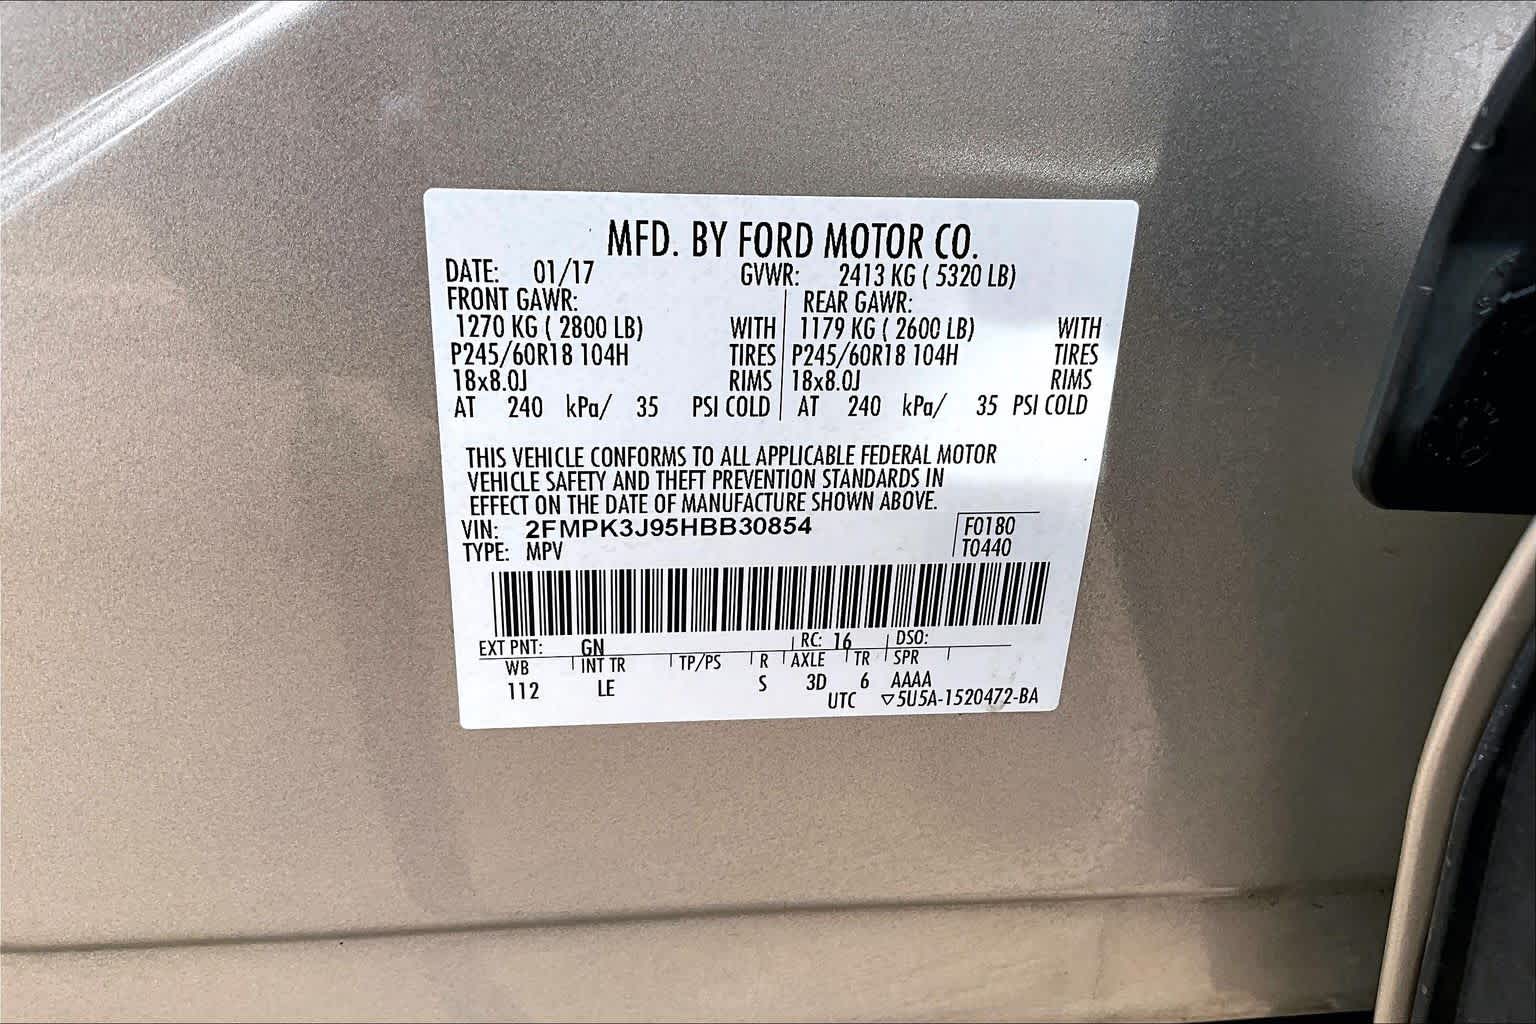 MFD. BY FORD MOTOR CO.
DATE: 01/17 GVWR: 2413 KG ( 5320 LB)
FRONT GAWR: REAR GAWR:
1270 KG ( 2800 LB) WITH 1179 KG ( 2600 LB) WITH
P245/60R18 104H TIRES P245/60R18 104H TIRES
18x8.0J RIMS 18x8.0J RIMS
AT 240 kPa/ 35 PSI COLD AT 240 kPa/ 35 PSI COLD
THIS VEHICLE CONFORMS TO ALL APPLICABLE FEDERAL MOTOR
VEHICLE SAFETY AND THEFT PREVENTION STANDARDS IN
EFFECT ON THE DATE OF MANUFACTURE SHOWN ABOVE.
VIN: 2FMPK3J95HBB30854 F0180
TYPE: MPV T0440
EXT PNT: GN RC: 16 DSO:
WB INT TR TP/PS R AXLE TR SPR
112 LE S 3D 6 AAAA
UTC ▽5U5A-1520472-BA